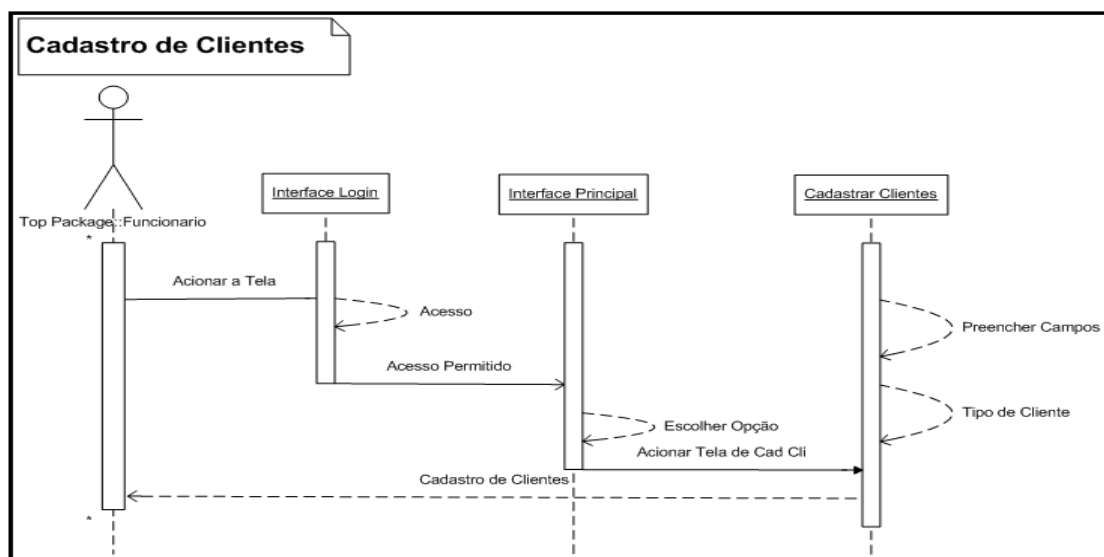 Cadastro de Clientes
Interface Login
Interface Principal
Cadastrar Clientes
Top Package::Funcionario
*
Acionar a Tela
Acesso
Preencher Campos
Acesso Permitido
Tipo de Cliente
Escolher Opção
Acionar Tela de Cad Cli
Cadastro de Clientes
*